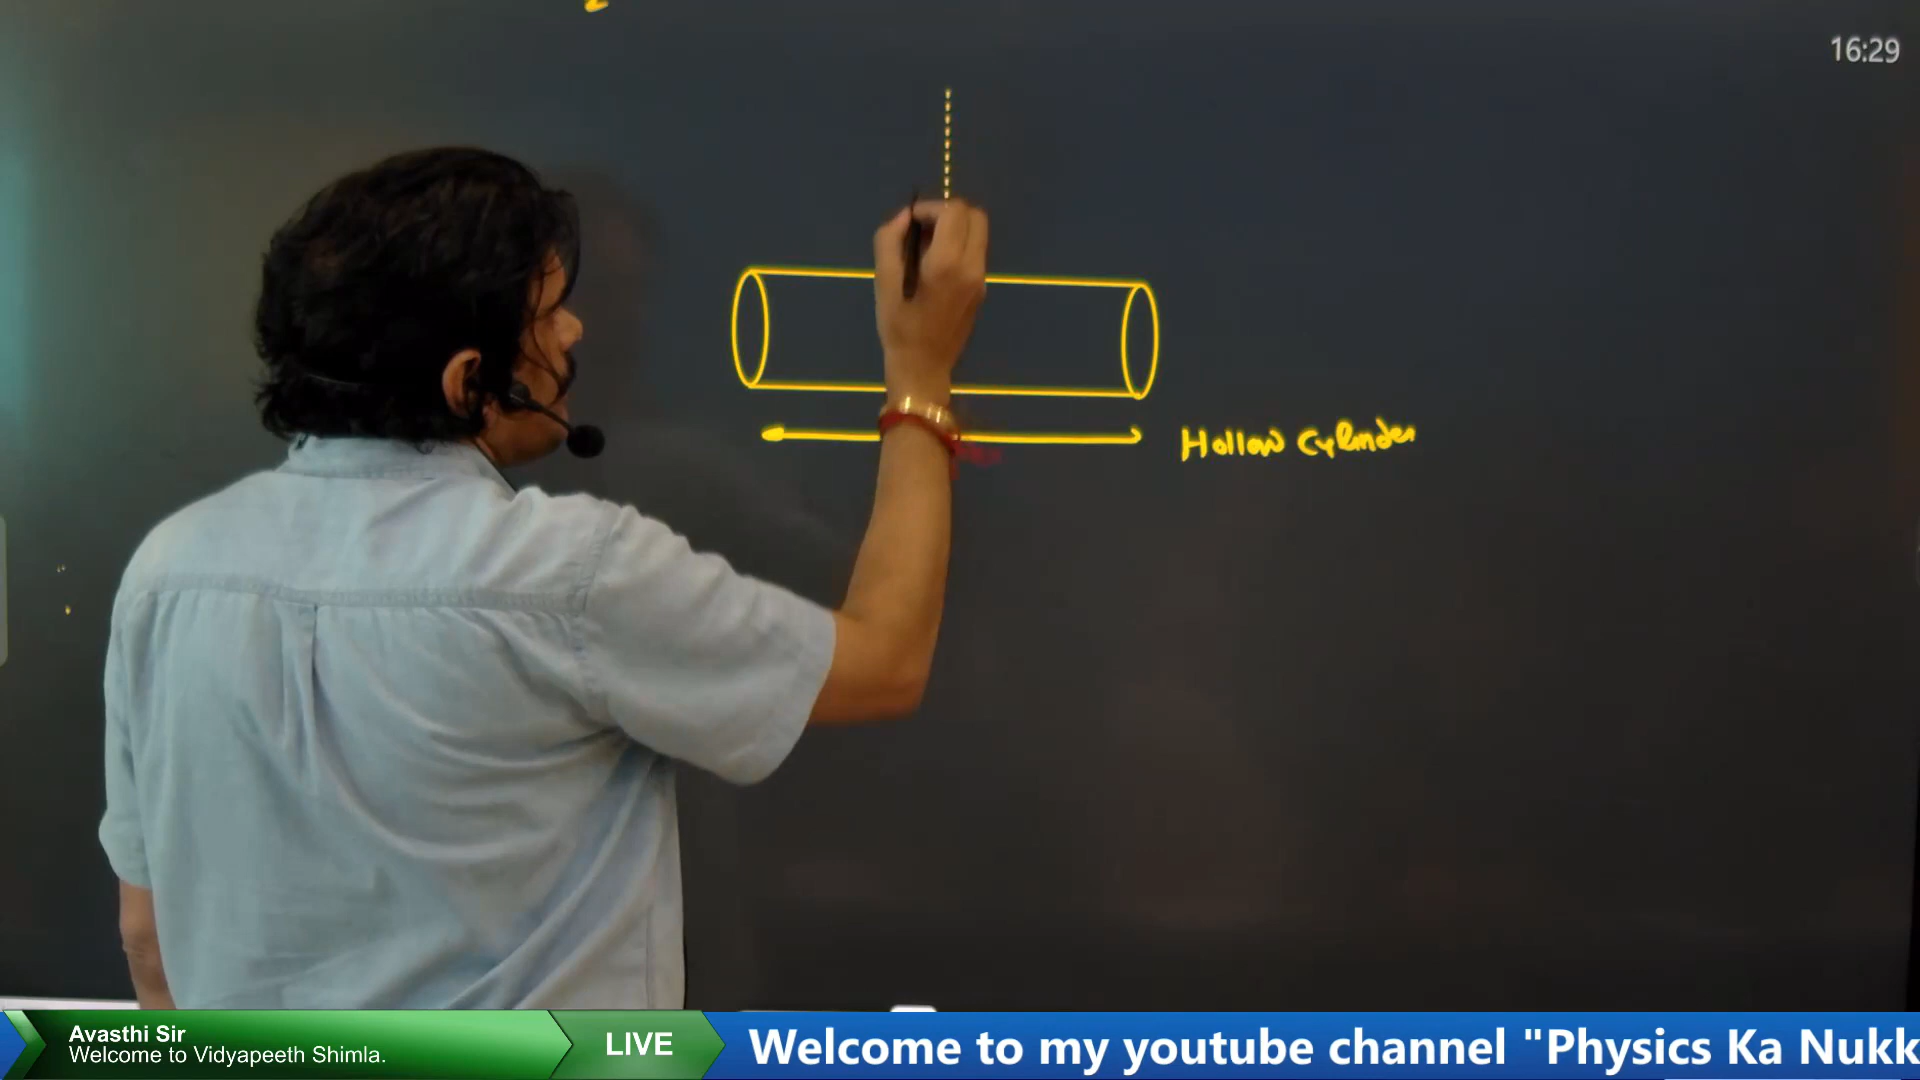 16:29
Hollow Cylinder
Avasthi Sir
Welcome to Vidyapeeth Shimla.
LIVE
Welcome to my youtube channel "Physics Ka Nukk